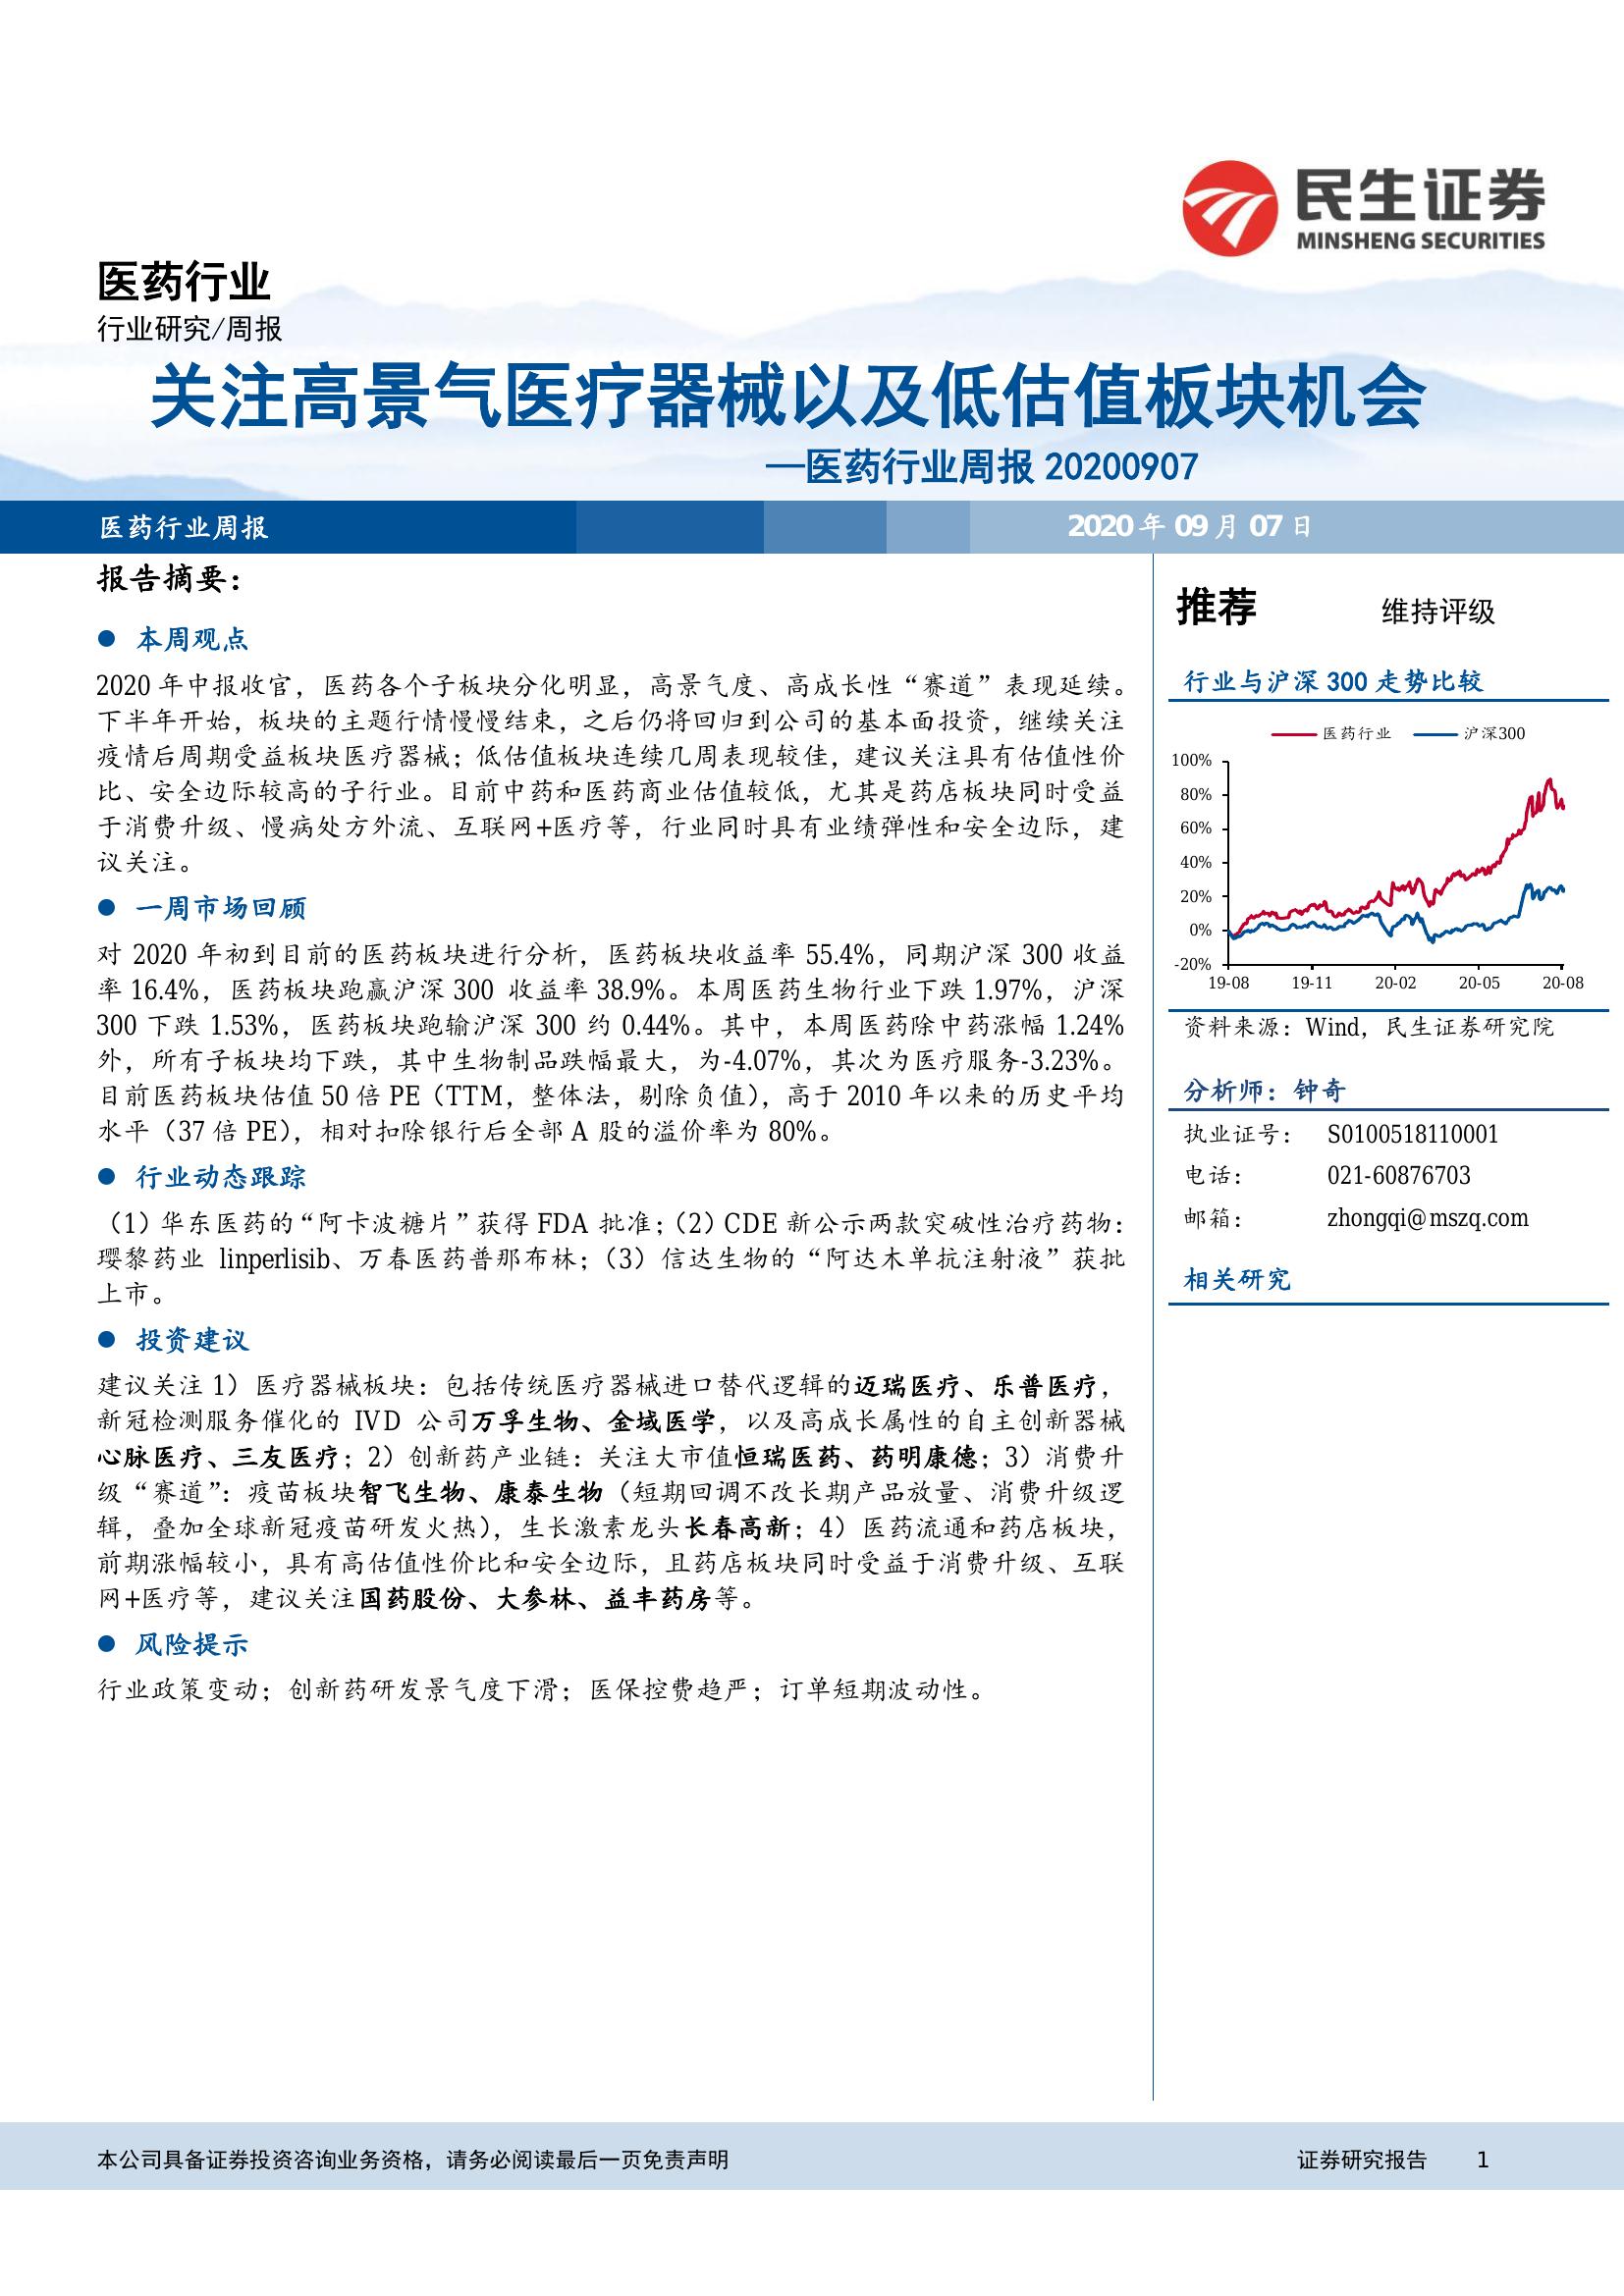 民生证券
MINSHENG SECURITIES
医药行业
行业研究/周报
关注高景气医疗器械以及低估值板块机会
—医药行业周报 20200907
医药行业周报
2020 年 09 月 07 日
报告摘要：
● 本周观点
2020 年中报收官，医药各个子板块分化明显，高景气度、高成长性“赛道”表现延续。
下半年开始，板块的主题行情慢慢结束，之后仍将回归到公司的基本面投资，继续关注
疫情后周期受益板块医疗器械；低估值板块连续几周表现较佳，建议关注具有估值性价
比、安全边际较高的子行业。目前中药和医药商业估值较低，尤其是药店板块同时受益
于消费升级、慢病处方外流、互联网+医疗等，行业同时具有业绩弹性和安全边际，建
议关注。
● 一周市场回顾
对 2020 年初到目前的医药板块进行分析，医药板块收益率 55.4%，同期沪深 300 收益
率 16.4%，医药板块跑赢沪深 300 收益率 38.9%。本周医药生物行业下跌 1.97%，沪深
300 下跌 1.53%，医药板块跑输沪深 300 约 0.44%。其中，本周医药除中药涨幅 1.24%
外，所有子板块均下跌，其中生物制品跌幅最大，为-4.07%，其次为医疗服务-3.23%。
目前医药板块估值 50 倍 PE（TTM，整体法，剔除负值），高于 2010 年以来的历史平均
水平（37 倍 PE），相对扣除银行后全部 A 股的溢价率为 80%。
● 行业动态跟踪
（1）华东医药的“阿卡波糖片”获得 FDA 批准；（2）CDE 新公示两款突破性治疗药物：
璎黎药业 linperlisib、万春医药普那布林；（3）信达生物的“阿达木单抗注射液”获批
上市。
● 投资建议
建议关注 1）医疗器械板块：包括传统医疗器械进口替代逻辑的迈瑞医疗、乐普医疗，
新冠检测服务催化的 IVD 公司万孚生物、金域医学，以及高成长属性的自主创新器械
心脉医疗、三友医疗；2）创新药产业链：关注大市值恒瑞医药、药明康德；3）消费升
级“赛道”：疫苗板块智飞生物、康泰生物（短期回调不改长期产品放量、消费升级逻
辑，叠加全球新冠疫苗研发火热），生长激素龙头长春高新；4）医药流通和药店板块，
前期涨幅较小，具有高估值性价比和安全边际，且药店板块同时受益于消费升级、互联
网+医疗等，建议关注国药股份、大参林、益丰药房等。
● 风险提示
行业政策变动；创新药研发景气度下滑；医保控费趋严；订单短期波动性。
推荐 维持评级
行业与沪深 300 走势比较
医药行业 沪深300
100%
80%
60%
40%
20%
0%
-20%
19-08 19-11 20-02 20-05 20-08
资料来源：Wind，民生证券研究院
分析师：钟奇
执业证号： S0100518110001
电话： 021-60876703
邮箱： zhongqi@mszq.com
相关研究
本公司具备证券投资咨询业务资格，请务必阅读最后一页免责声明
证券研究报告 1